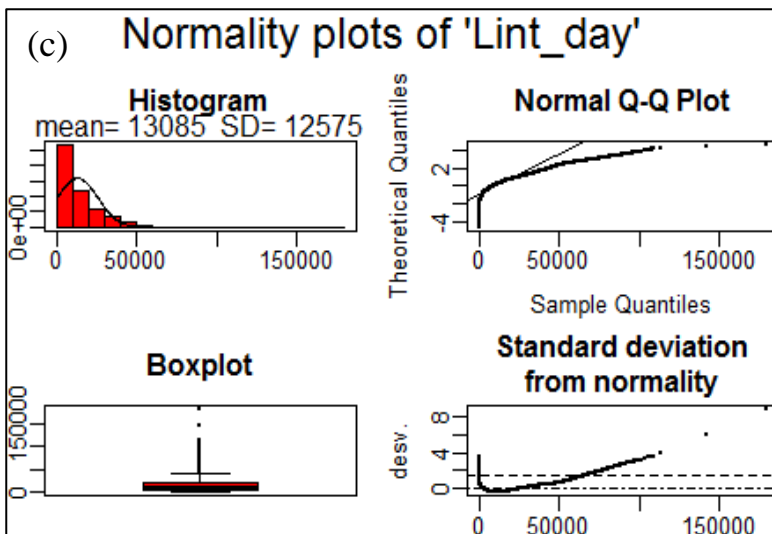 (c) Normality plots of 'Lint_day'
Histogram
mean= 13085 SD= 12575
0e+00
0 50000 150000
Normal Q-Q Plot
Theoretical Quantiles
2
-4
0 50000 150000
Sample Quantiles
Boxplot
150000
0
Standard deviation
from normality
desv.
8
4
0
0 50000 150000